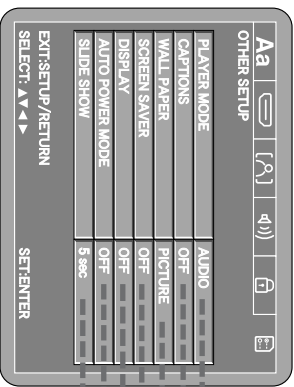 Aa
OTHER SETUP
PLAYER MODE AUDIO
CAPTIONS OFF
WALL PAPER PICTURE
SCREEN SAVER OFF
DISPLAY OFF
AUTO POWER MODE OFF
SLIDE SHOW 5 sec
EXIT:SETUP/RETURN
SELECT: ▲▼◀▶ SET:ENTER